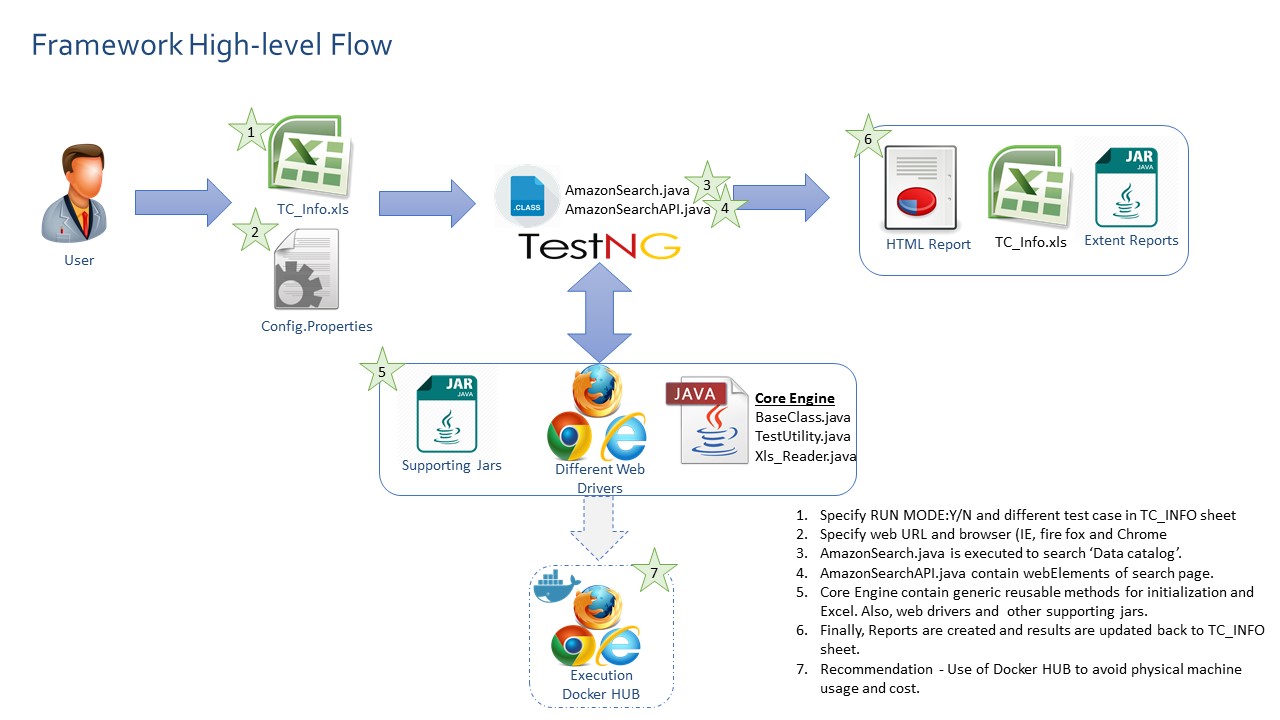 Framework High-level Flow
1
TC_Info.xls
2
Config.Properties
User
.CLASS
AmazonSearch.java
AmazonSearchAPI.java
3
4
TestNG
6
HTML Report
TC_Info.xls
JAR
JAVA
Extent Reports
5
JAR
JAVA
Supporting Jars
Different Web
Drivers
JAVA
Core Engine
BaseClass.java
TestUtility.java
Xls_Reader.java
7
Execution
Docker HUB
1. Specify RUN MODE:Y/N and different test case in TC_INFO sheet
2. Specify web URL and browser (IE, fire fox and Chrome
3. AmazonSearch.java is executed to search ‘Data catalog’.
4. AmazonSearchAPI.java contain webElements of search page.
5. Core Engine contain generic reusable methods for initialization and
Excel. Also, web drivers and other supporting jars.
6. Finally, Reports are created and results are updated back to TC_INFO
sheet.
7. Recommendation - Use of Docker HUB to avoid physical machine
usage and cost.